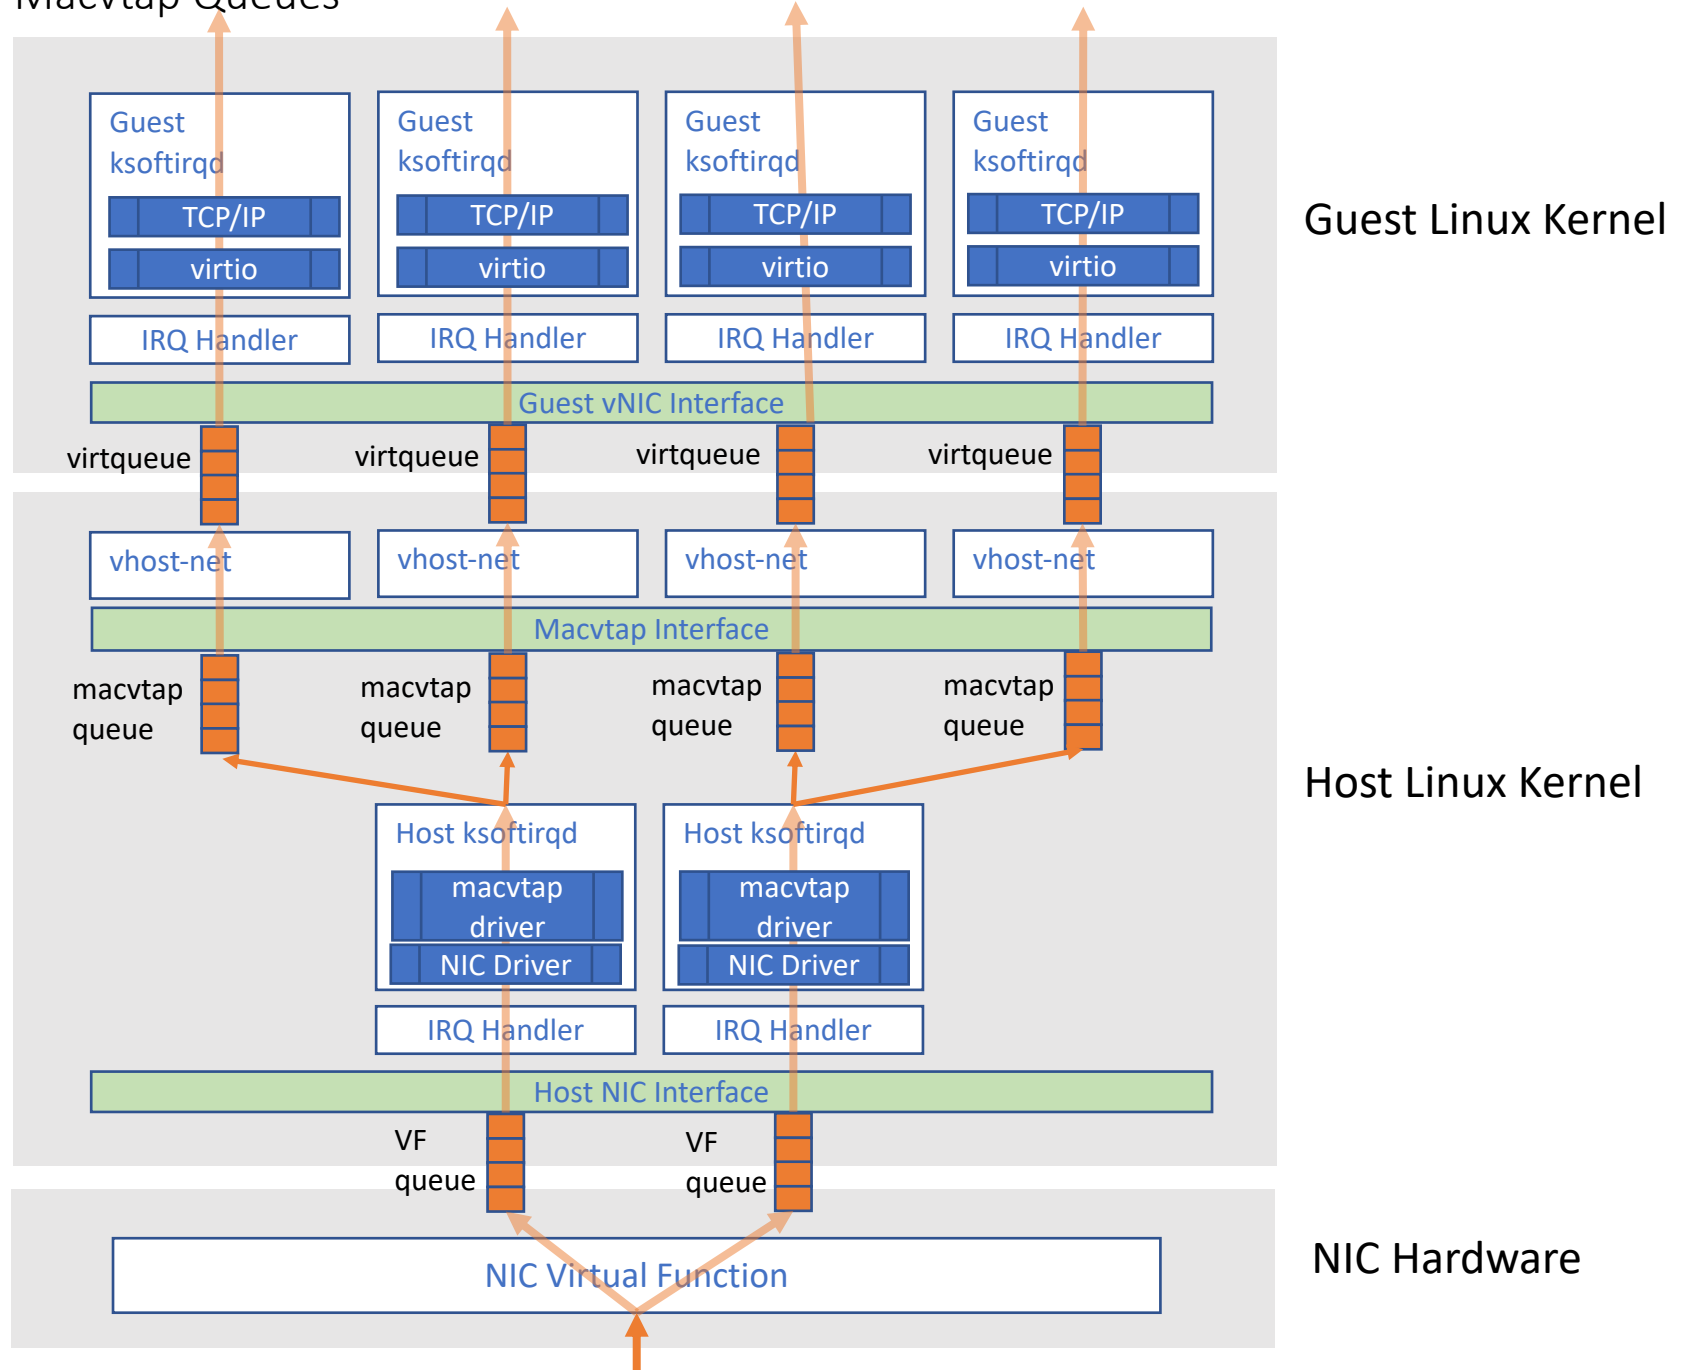 Macvtap Queues
Guest
ksoftirqd
Guest
ksoftirqd
Guest
ksoftirqd
Guest
ksoftirqd
TCP/IP
TCP/IP
TCP/IP
TCP/IP
virtio
virtio
virtio
virtio
Guest Linux Kernel
IRQ Handler
IRQ Handler
IRQ Handler
IRQ Handler
Guest vNIC Interface
virtqueue
virtqueue
virtqueue
virtqueue
vhost-net
vhost-net
vhost-net
vhost-net
Macvtap Interface
macvtap
queue
macvtap
queue
macvtap
queue
macvtap
queue
Host Linux Kernel
Host ksoftirqd
Host ksoftirqd
macvtap
driver
macvtap
driver
NIC Driver
NIC Driver
IRQ Handler
IRQ Handler
Host NIC Interface
VF
queue
VF
queue
NIC Virtual Function
NIC Hardware